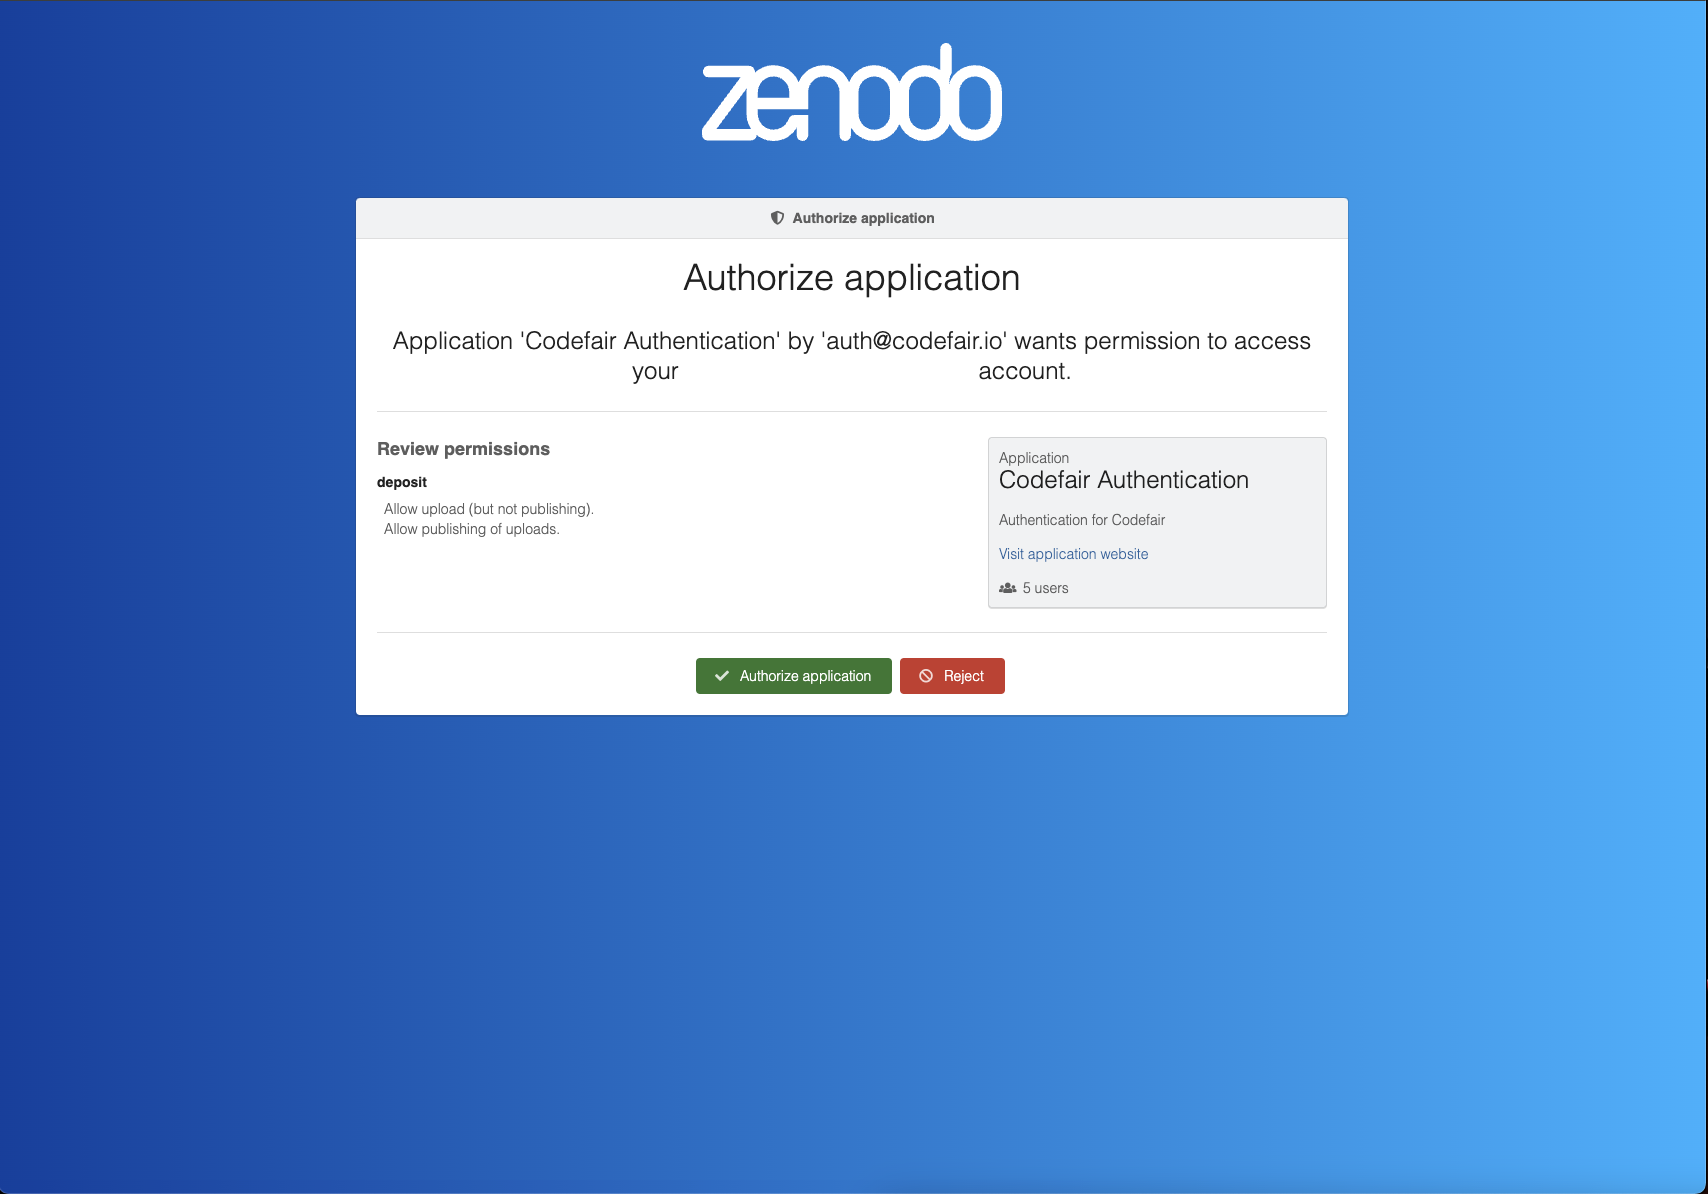 zenodo
Authorize application
Authorize application
Application 'Codefair Authentication' by 'auth@codefair.io' wants permission to access
your account.
Review permissions
deposit
Allow upload (but not publishing).
Allow publishing of uploads.
Application
Codefair Authentication
Authentication for Codefair
Visit application website
5 users
Authorize application
Reject